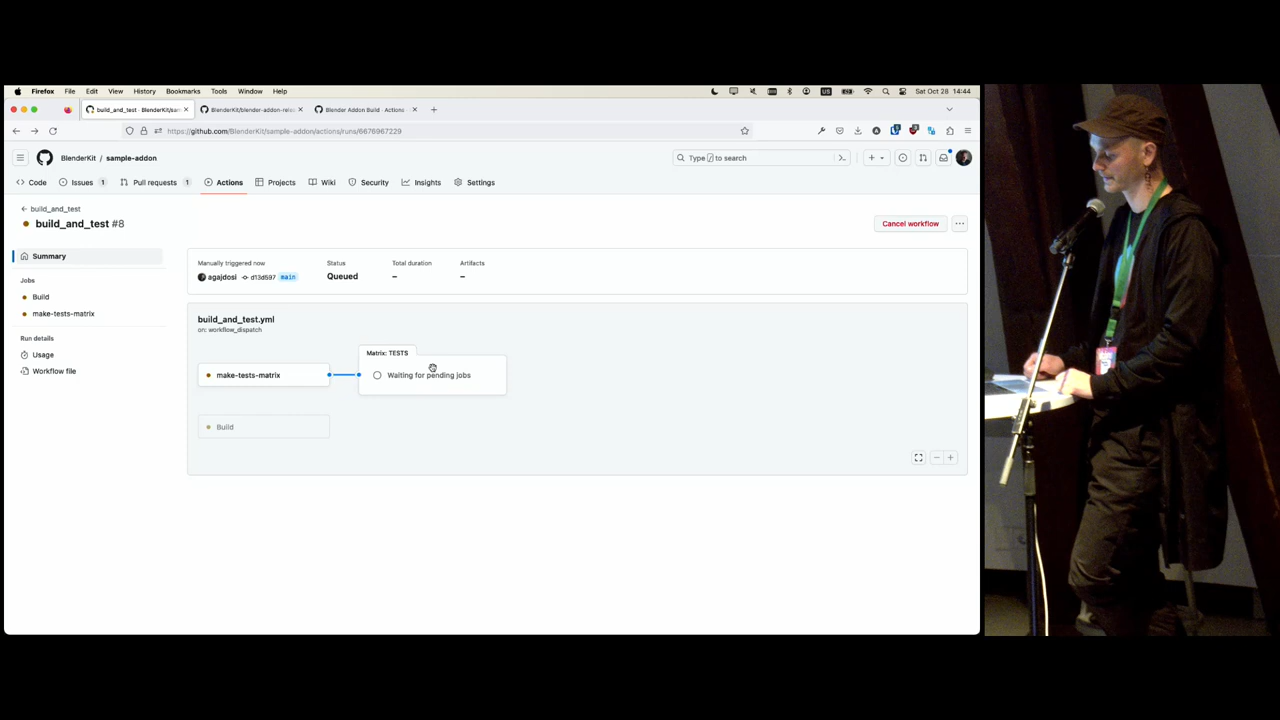 Firefox File Edit View History Bookmarks Tools Window Help
US
Sat Oct 28 14:44
build_and_test · BlenderKit/sam
BlenderKit/blender-addon-relea
Blender Addon Build · Actions
https://github.com/BlenderKit/sample-addon/actions/runs/6676967229
BlenderKit / sample-addon
Type / to search
Code
Issues 1
Pull requests 1
Actions
Projects
Wiki
Security
Insights
Settings
← build_and_test
build_and_test #8
Cancel workflow
Summary
Jobs
Build
make-tests-matrix
Run details
Usage
Workflow file
Manually triggered now
agajdosi d13d597 main
Status
Queued
Total duration
–
Artifacts
–
build_and_test.yml
on: workflow_dispatch
Matrix: TESTS
make-tests-matrix
Waiting for pending jobs
Build